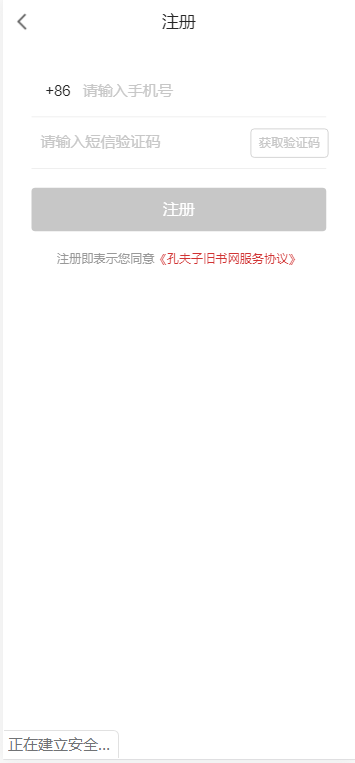 注册
+86 请输入手机号
请输入短信验证码 获取验证码
注册
注册即表示您同意《孔夫子旧书网服务协议》
正在建立安全...